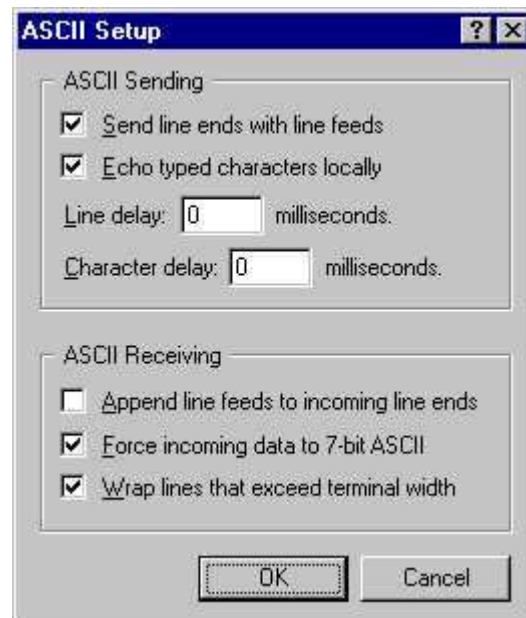 ASCII Setup
ASCII Sending
Send line ends with line feeds
Echo typed characters locally
Line delay: 0 milliseconds.
Character delay: 0 milliseconds.
ASCII Receiving
Append line feeds to incoming line ends
Force incoming data to 7-bit ASCII
Wrap lines that exceed terminal width
OK Cancel